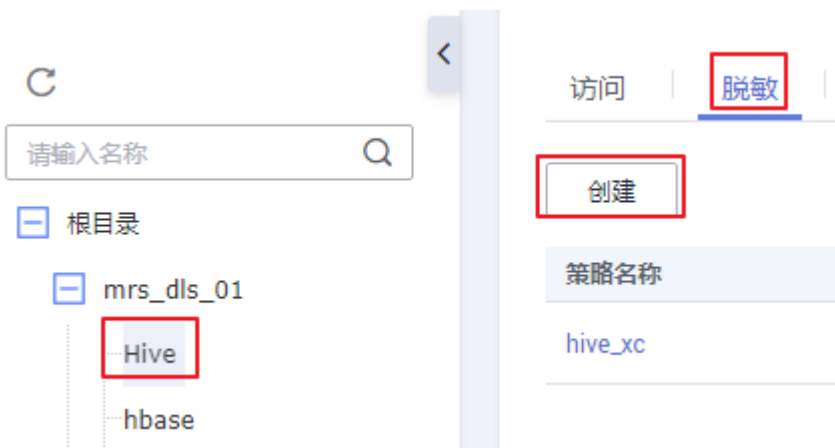 请输入名称
根目录
mrs_dls_01
Hive
hbase
访问 脱敏
创建
策略名称
hive_xc